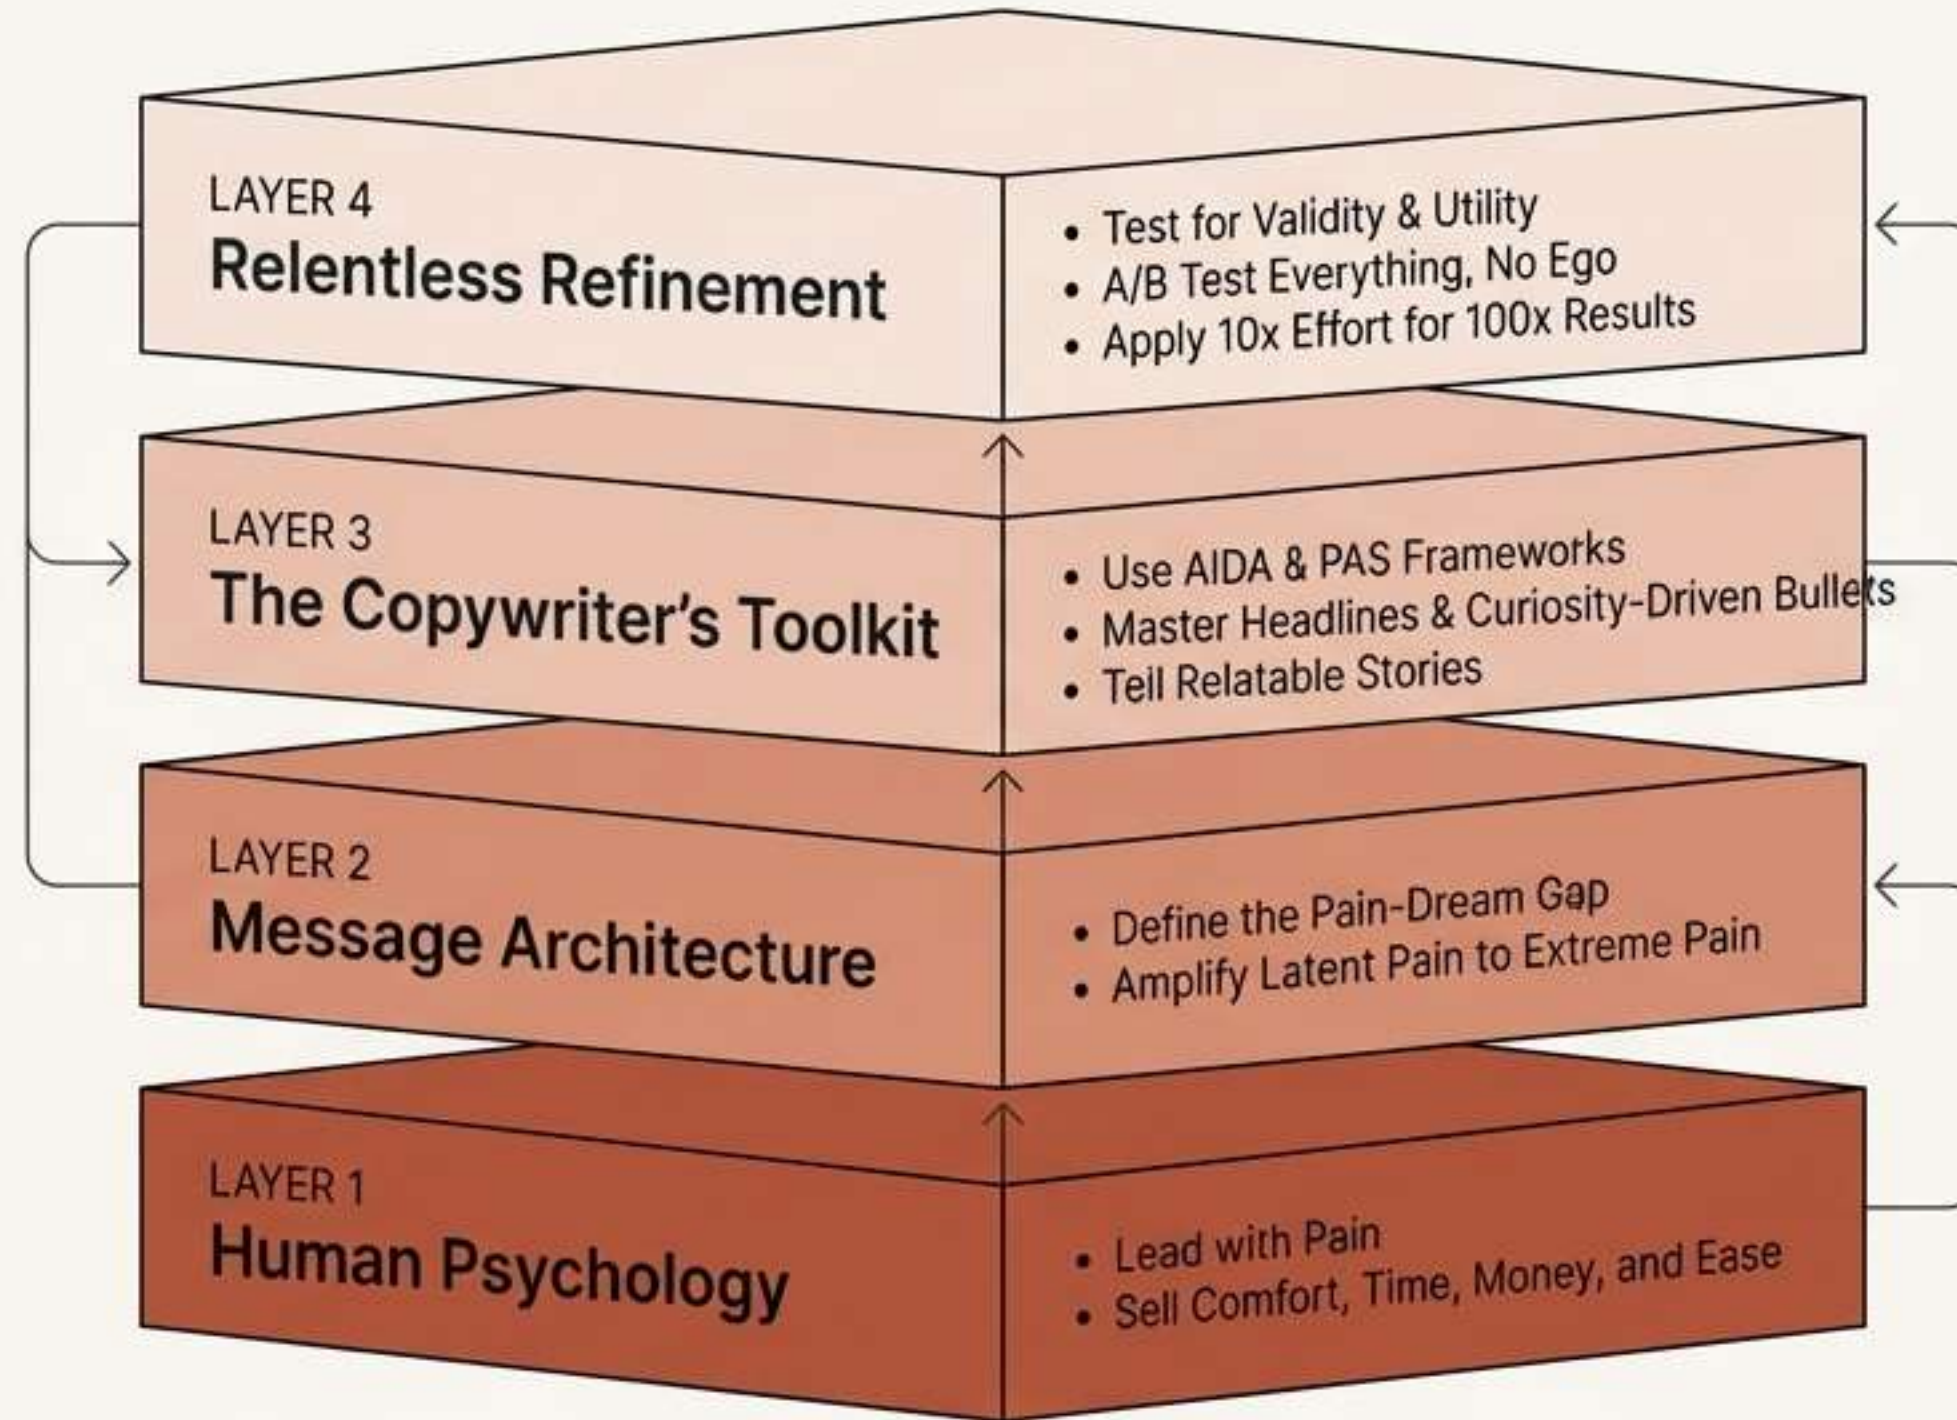 LAYER 4
Relentless Refinement
• Test for Validity & Utility
• A/B Test Everything, No Ego
• Apply 10x Effort for 100x Results
LAYER 3
The Copywriter’s Toolkit
• Use AIDA & PAS Frameworks
• Master Headlines & Curiosity-Driven Bullets
• Tell Relatable Stories
LAYER 2
Message Architecture
• Define the Pain-Dream Gap
• Amplify Latent Pain to Extreme Pain
LAYER 1
Human Psychology
• Lead with Pain
• Sell Comfort, Time, Money, and Ease